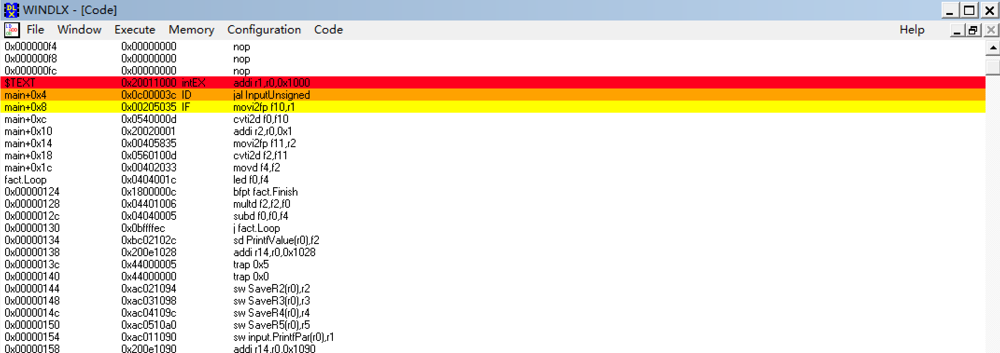 WINDLX - [Code]
File Window Execute Memory Configuration Code Help
0x000000f4 0x00000000 nop
0x000000f8 0x00000000 nop
0x000000fc 0x00000000 nop
$TEXT 0x20011000 intEX addi r1,r0,0x1000
main+0x4 0x0c00003c ID jal InputUnsigned
main+0x8 0x00205035 IF movi2fp f10,r1
main+0xc 0x0540000d cvti2d f0,f10
main+0x10 0x20020001 addi r2,r0,0x1
main+0x14 0x00405835 movi2fp f11,r2
main+0x18 0x0560100d cvti2d f2,f11
main+0x1c 0x00402033 movd f4,f2
fact.Loop 0x0404001c led f0,f4
0x00000124 0x1800000c bfpt fact.Finish
0x00000128 0x04401006 multd f2,f2,f0
0x0000012c 0x04040005 subd f0,f0,f4
0x00000130 0x0bffffec j fact.Loop
0x00000134 0xbc02102c sd PrintfValue(r0),f2
0x00000138 0x200e1028 addi r14,r0,0x1028
0x0000013c 0x44000005 trap 0x5
0x00000140 0x44000000 trap 0x0
0x00000144 0xac021094 sw SaveR2(r0),r2
0x00000148 0xac031098 sw SaveR3(r0),r3
0x0000014c 0xac04109c sw SaveR4(r0),r4
0x00000150 0xac0510a0 sw SaveR5(r0),r5
0x00000154 0xac011090 sw input.PrintfPar(r0),r1
0x00000158 0x200e1090 addi r14,r0,0x1090